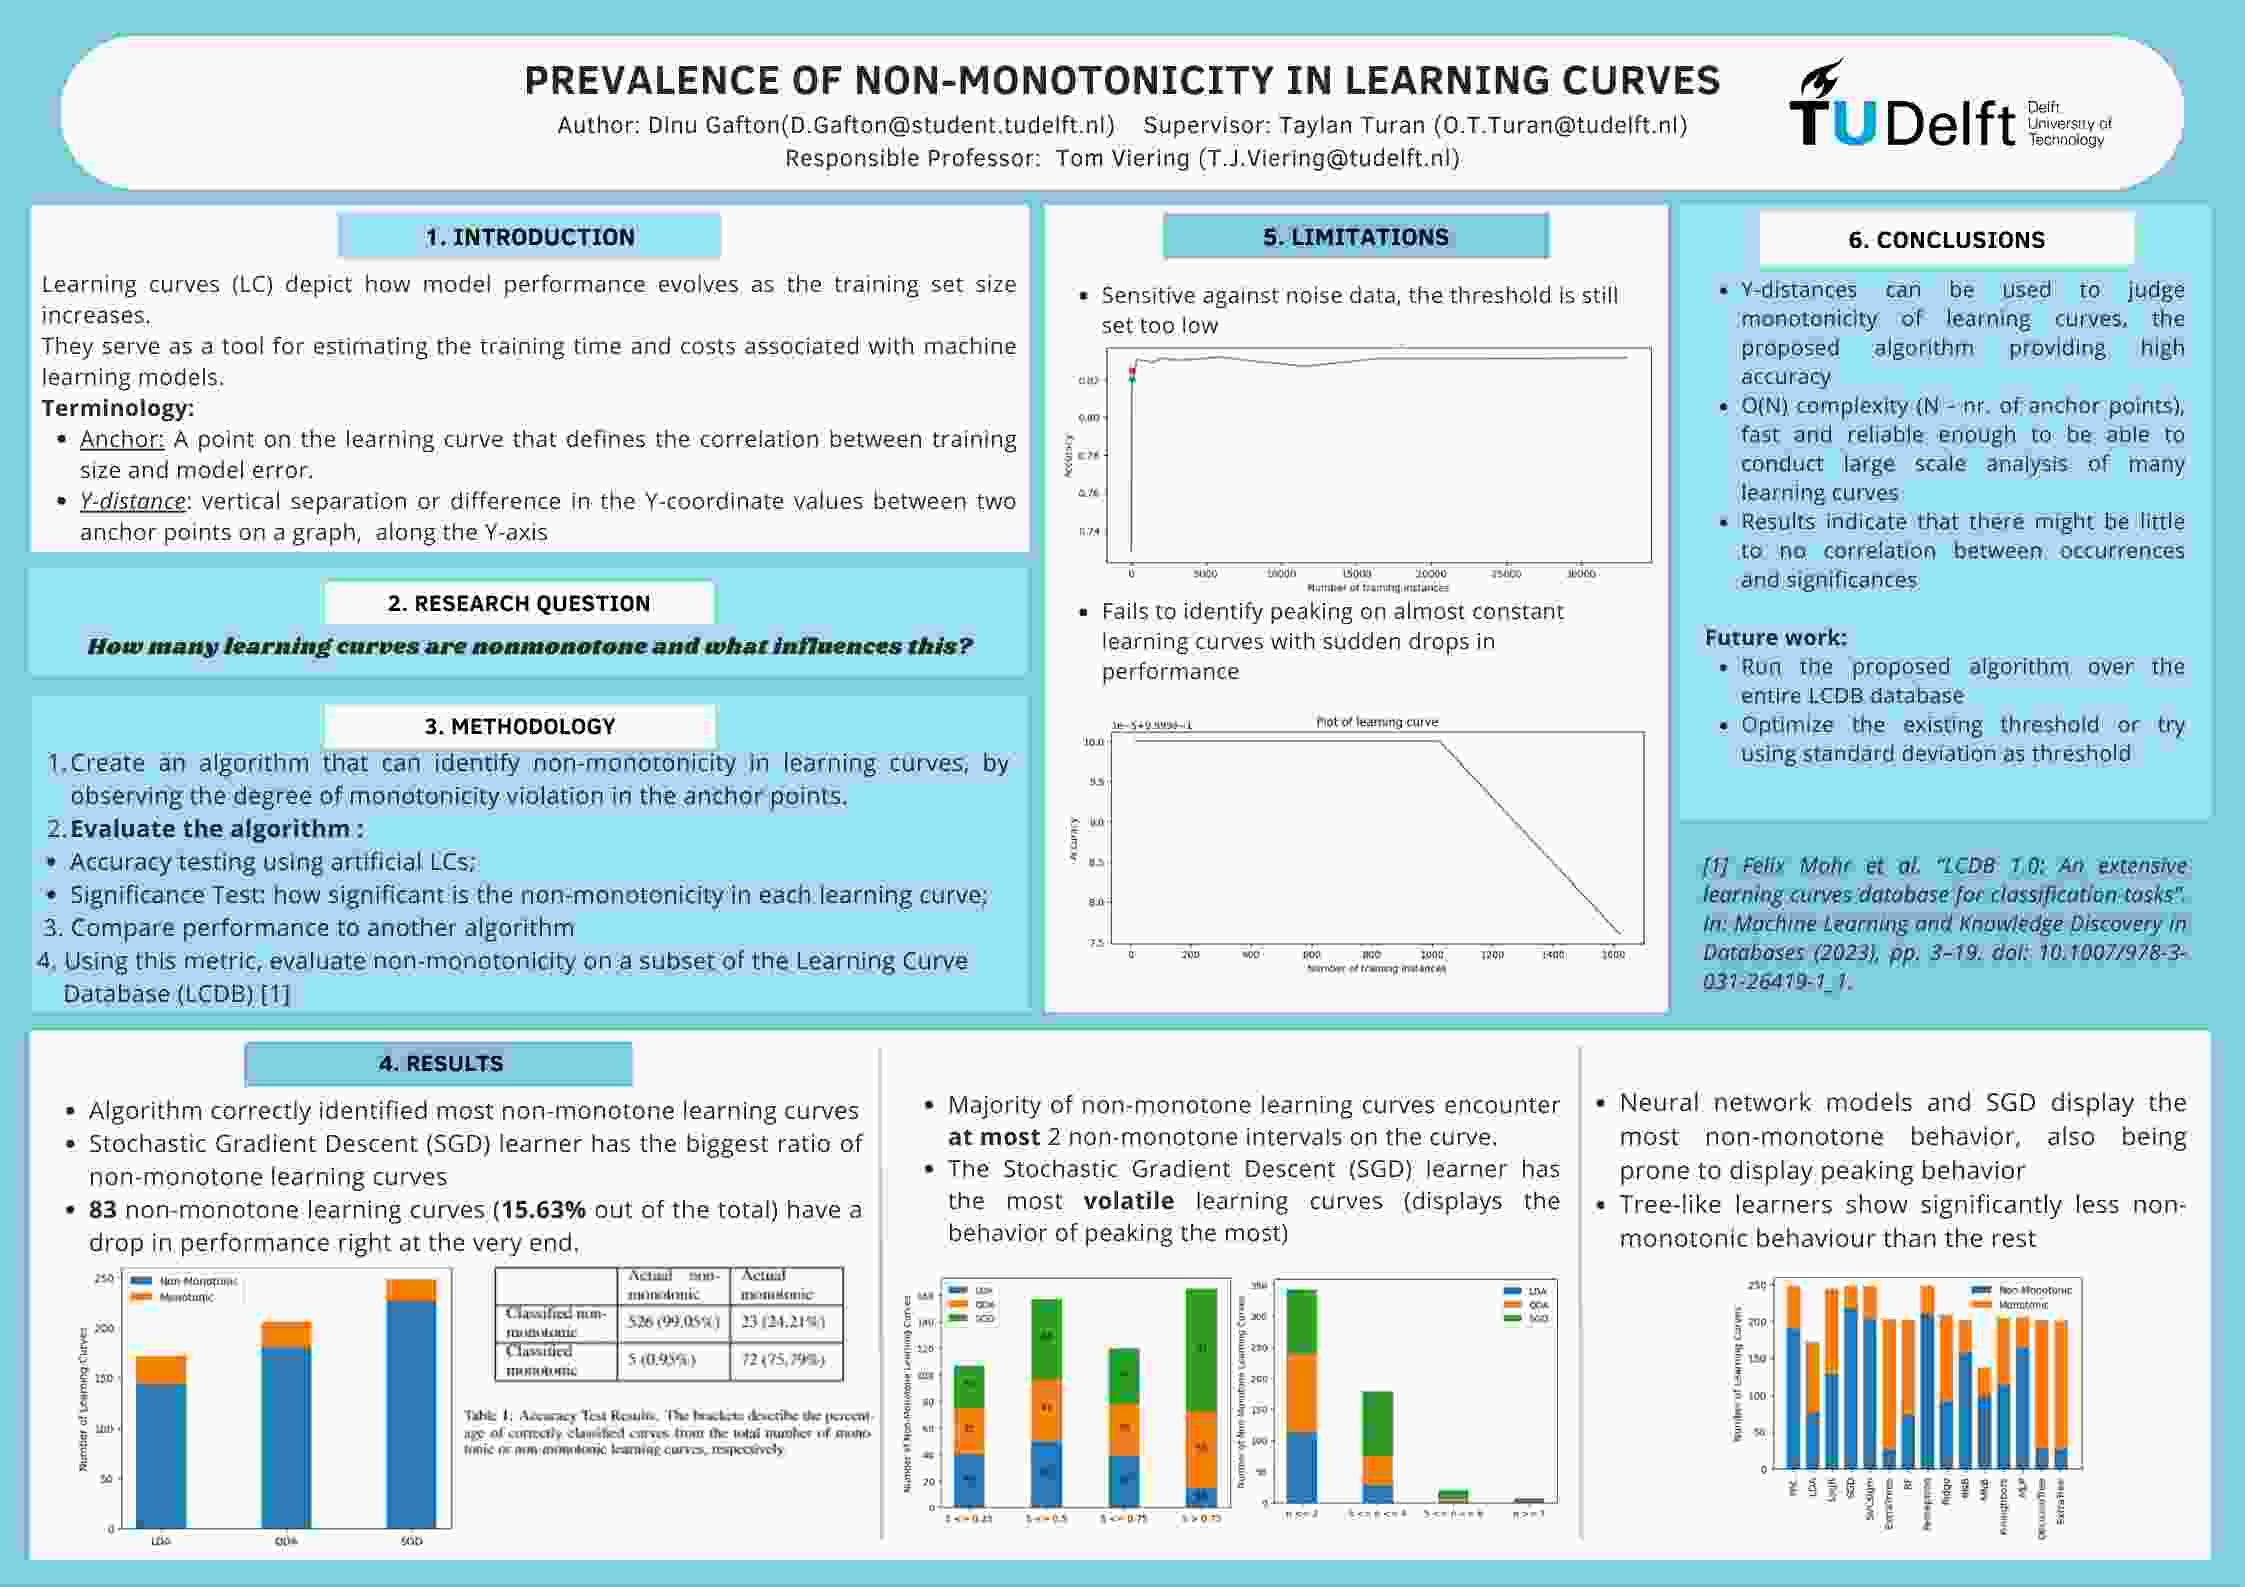 PREVALENCE OF NON-MONOTONICITY IN LEARNING CURVES
Author: DInu Gafton(D.Gafton@student.tudelft.nl) Supervisor: Taylan Turan (O.T.Turan@tudelft.nl)
Responsible Professor: Tom Viering (T.J.Viering@tudelft.nl)
TUDelft
Delft
University of
Technology
1. INTRODUCTION
Learning curves (LC) depict how model performance evolves as the training set size
increases.
They serve as a tool for estimating the training time and costs associated with machine
learning models.
Terminology:
• Anchor: A point on the learning curve that defines the correlation between training
size and model error.
• Y-distance: vertical separation or difference in the Y-coordinate values between two
anchor points on a graph, along the Y-axis
2. RESEARCH QUESTION
How many learning curves are nonmonotone and what influences this?
3. METHODOLOGY
1. Create an algorithm that can identify non-monotonicity in learning curves, by
observing the degree of monotonicity violation in the anchor points.
2. Evaluate the algorithm :
• Accuracy testing using artificial LCs;
• Significance Test: how significant is the non-monotonicity in each learning curve;
3. Compare performance to another algorithm
4. Using this metric, evaluate non-monotonicity on a subset of the Learning Curve
Database (LCDB) [1]
5. LIMITATIONS
• Sensitive against noise data, the threshold is still
set too low
0.82
0.80
0.78
0.76
0.74
Accuracy
0 5000 10000 15000 20000 25000 30000
Number of training instances
• Fails to identify peaking on almost constant
learning curves with sudden drops in
performance
Plot of learning curve
10.0
9.5
9.0
8.5
8.0
7.5
Accuracy
0 200 400 600 800 1000 1200 1400 1600
Number of training instances
6. CONCLUSIONS
• Y-distances can be used to judge
monotonicity of learning curves, the
proposed algorithm providing high
accuracy
• O(N) complexity (N - nr. of anchor points),
fast and reliable enough to be able to
conduct large scale analysis of many
learning curves
• Results indicate that there might be little
to no correlation between occurrences
and significances
Future work:
• Run the proposed algorithm over the
entire LCDB database
• Optimize the existing threshold or try
using standard deviation as threshold
[1] Felix Mohr et al. “LCDB 1.0: An extensive
learning curves database for classification tasks”.
In: Machine Learning and Knowledge Discovery in
Databases (2023), pp. 3–19. doi: 10.1007/978-3-
031-26419-1_1.
4. RESULTS
• Algorithm correctly identified most non-monotone learning curves
• Stochastic Gradient Descent (SGD) learner has the biggest ratio of
non-monotone learning curves
• 83 non-monotone learning curves (15.63% out of the total) have a
drop in performance right at the very end.
Non-Monotonic
Monotonic
250
200
150
100
50
0
Number of Learning Curves
LDA QDA SGD
Actual non-monotonic Actual monotonic
Classified non-monotonic 526 (99.05%) 23 (24.21%)
Classified monotonic 5 (0.95%) 72 (75.79%)
Table 1: Accuracy Test Results. The brackets describe the percent-
age of correctly classified curves from the total number of mono-
tonic or non-monotonic learning curves, respectively.
• Majority of non-monotone learning curves encounter
at most 2 non-monotone intervals on the curve.
• The Stochastic Gradient Descent (SGD) learner has
the most volatile learning curves (displays the
behavior of peaking the most)
LDA
QDA
SGD
160
140
120
100
80
60
40
20
0
Number of Non-Monotone Learning Curves
S <= 0.25 S <= 0.5 S <= 0.75 S > 0.75
LDA
QDA
SGD
350
300
250
200
150
100
50
0
Number of Non-Monotone Learning Curves
n <= 2
• Neural network models and SGD display the
most non-monotone behavior, also being
prone to display peaking behavior
• Tree-like learners show significantly less non-
monotonic behaviour than the rest
Non-Monotonic
Monotonic
250
200
150
100
50
0
Number of Learning Curves
LDA SGD ExtraTrees RF Perceptron Ridge MLP DecisionTree ExtraTree